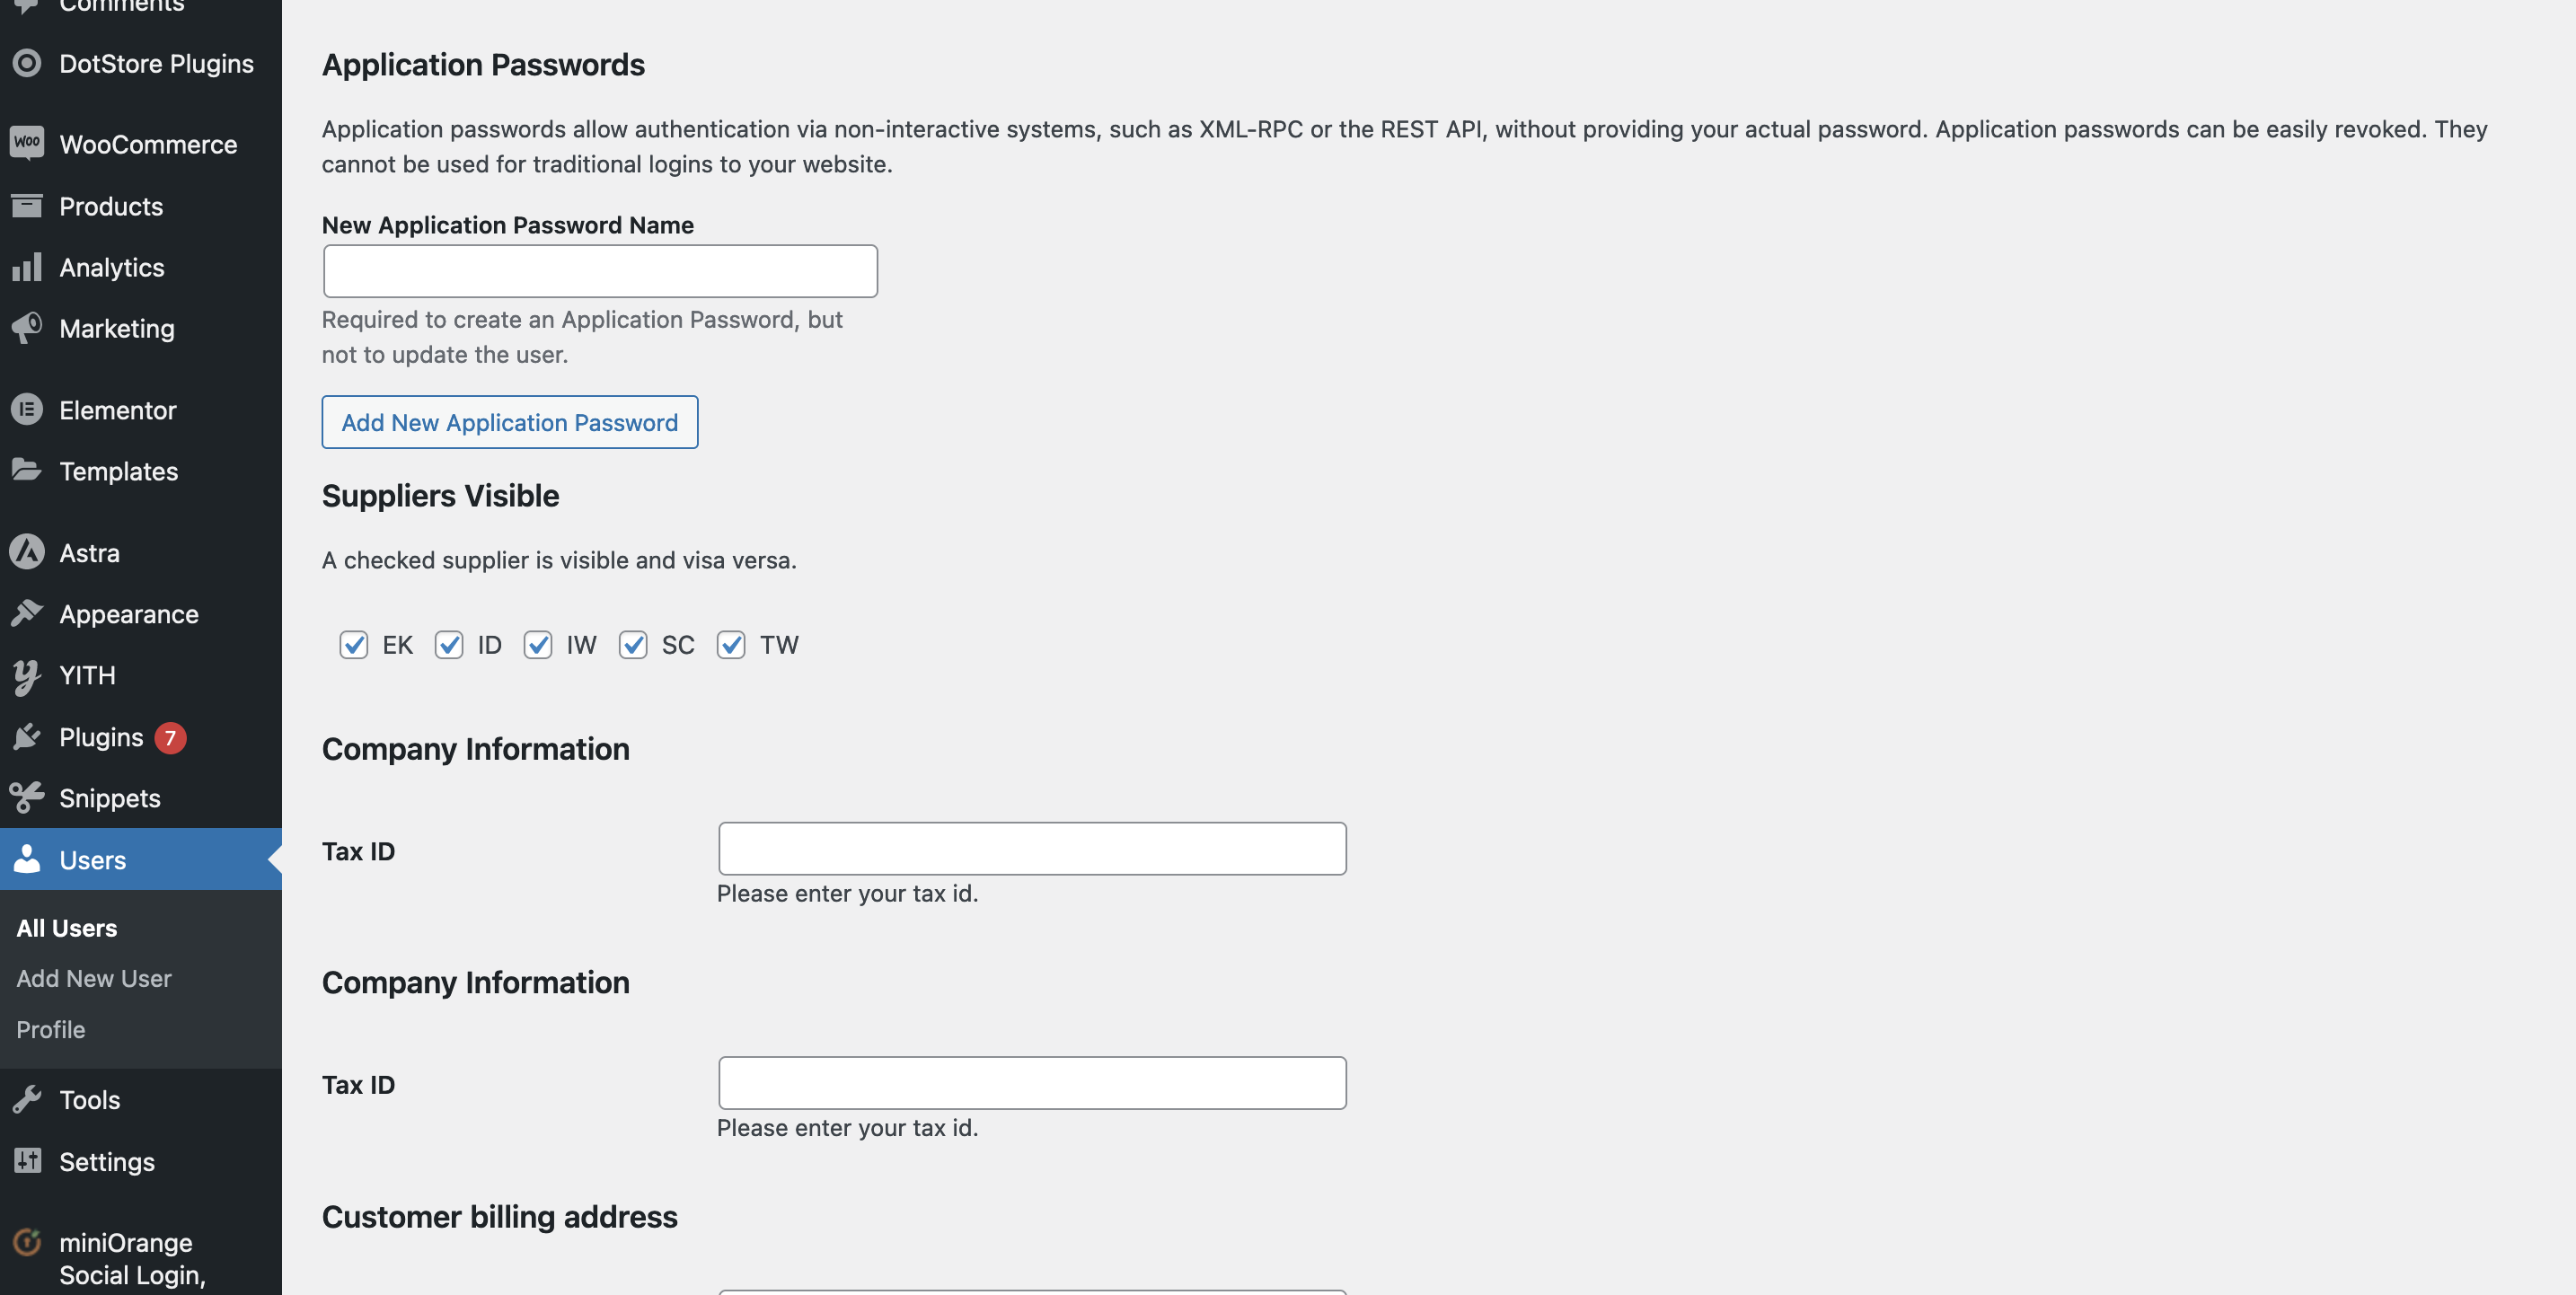 Comments
DotStore Plugins
WooCommerce
Products
Analytics
Marketing
Elementor
Templates
Astra
Appearance
YITH
Plugins 7
Snippets
Users
All Users
Add New User
Profile
Tools
Settings
miniOrange
Social Login,
Application Passwords
Application passwords allow authentication via non-interactive systems, such as XML-RPC or the REST API, without providing your actual password. Application passwords can be easily revoked. They
cannot be used for traditional logins to your website.
New Application Password Name
Required to create an Application Password, but
not to update the user.
Add New Application Password
Suppliers Visible
A checked supplier is visible and visa versa.
EK ID IW SC TW
Company Information
Tax ID
Please enter your tax id.
Company Information
Tax ID
Please enter your tax id.
Customer billing address